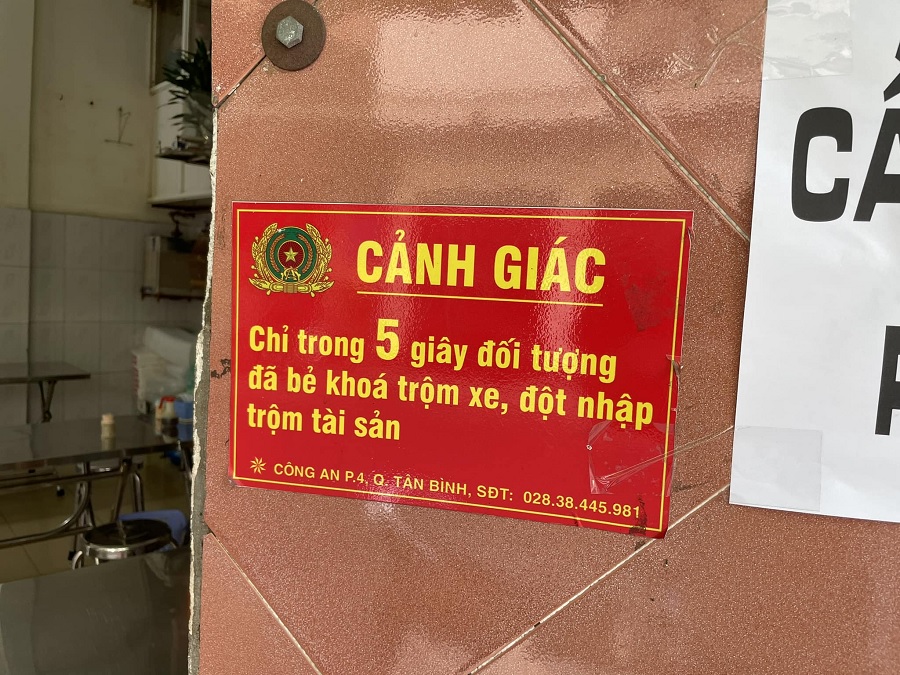 CẢNH GIÁC
Chỉ trong 5 giây đối tượng
đã bẻ khoá trộm xe, đột nhập
trộm tài sản
CÔNG AN P.4, Q. TÂN BÌNH, SĐT: 028.38.445.981